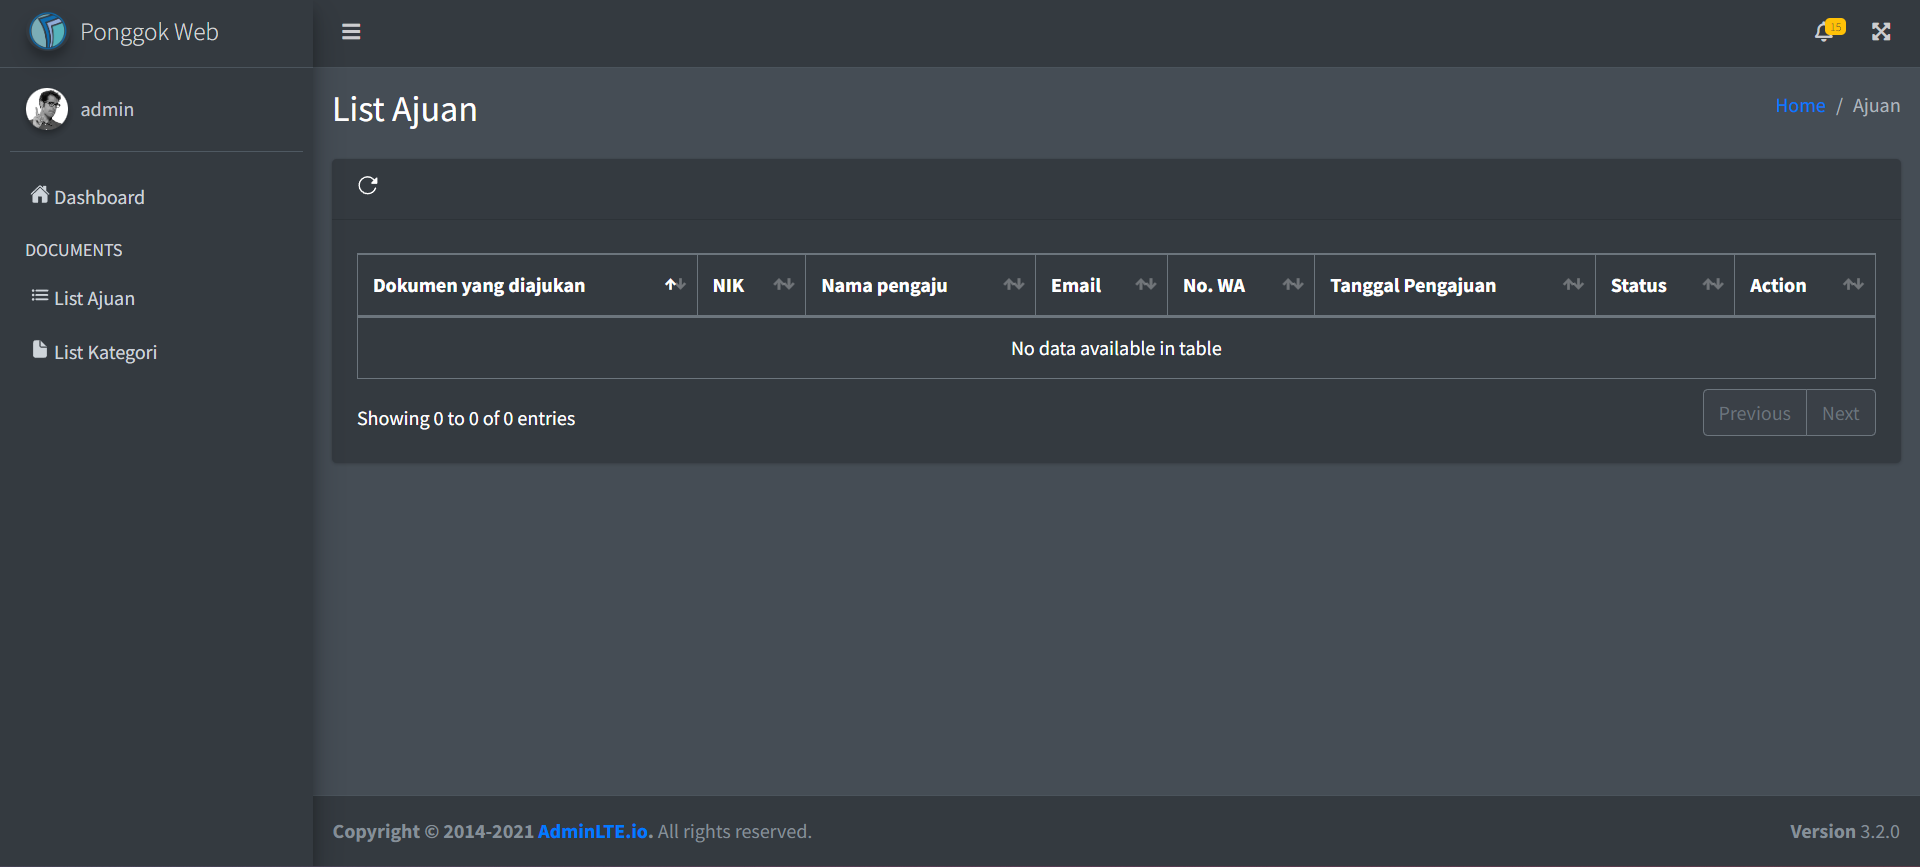 Ponggok Web
15
admin
List Ajuan
Home / Ajuan
Dashboard
DOCUMENTS
List Ajuan
List Kategori
Dokumen yang diajukan NIK Nama pengaju Email No. WA Tanggal Pengajuan Status Action
No data available in table
Showing 0 to 0 of 0 entries
Previous Next
Copyright © 2014-2021 AdminLTE.io. All rights reserved.
Version 3.2.0